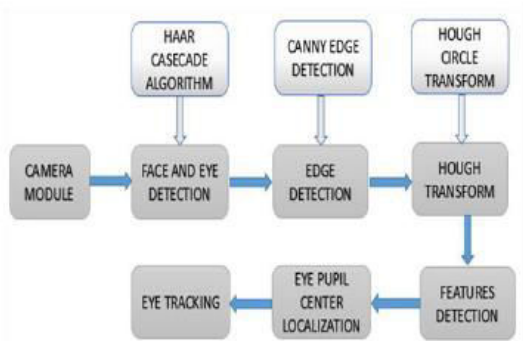 HAAR
CASECADE
ALGORITHM
CANNY EDGE
DETECTION
HOUGH
CIRCLE
TRANSFORM
CAMERA
MODULE
FACE AND EYE
DETECTION
EDGE
DETECTION
HOUGH
TRANSFORM
EYE TRACKING
EYE PUPIL
CENTER
LOCALIZATION
FEATURES
DETECTION